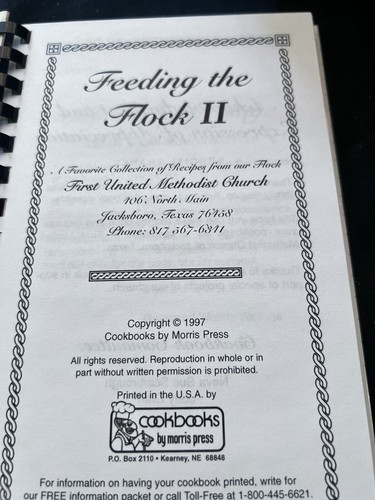 Feeding the
Flock II
A Favorite Collection of Recipes from our Flock
First United Methodist Church
406 North Main
Jacksboro, Texas 76458
Phone: 817 567-6841
Copyright © 1997
Cookbooks by Morris Press
All rights reserved. Reproduction in whole or in
part without written permission is prohibited.
Printed in the U.S.A. by
cookbooks
by morris press
P.O. Box 2110 • Kearney, NE 68848
For information on having your cookbook printed, write for
our FREE information packet or call Toll-Free at 1-800-445-6621.